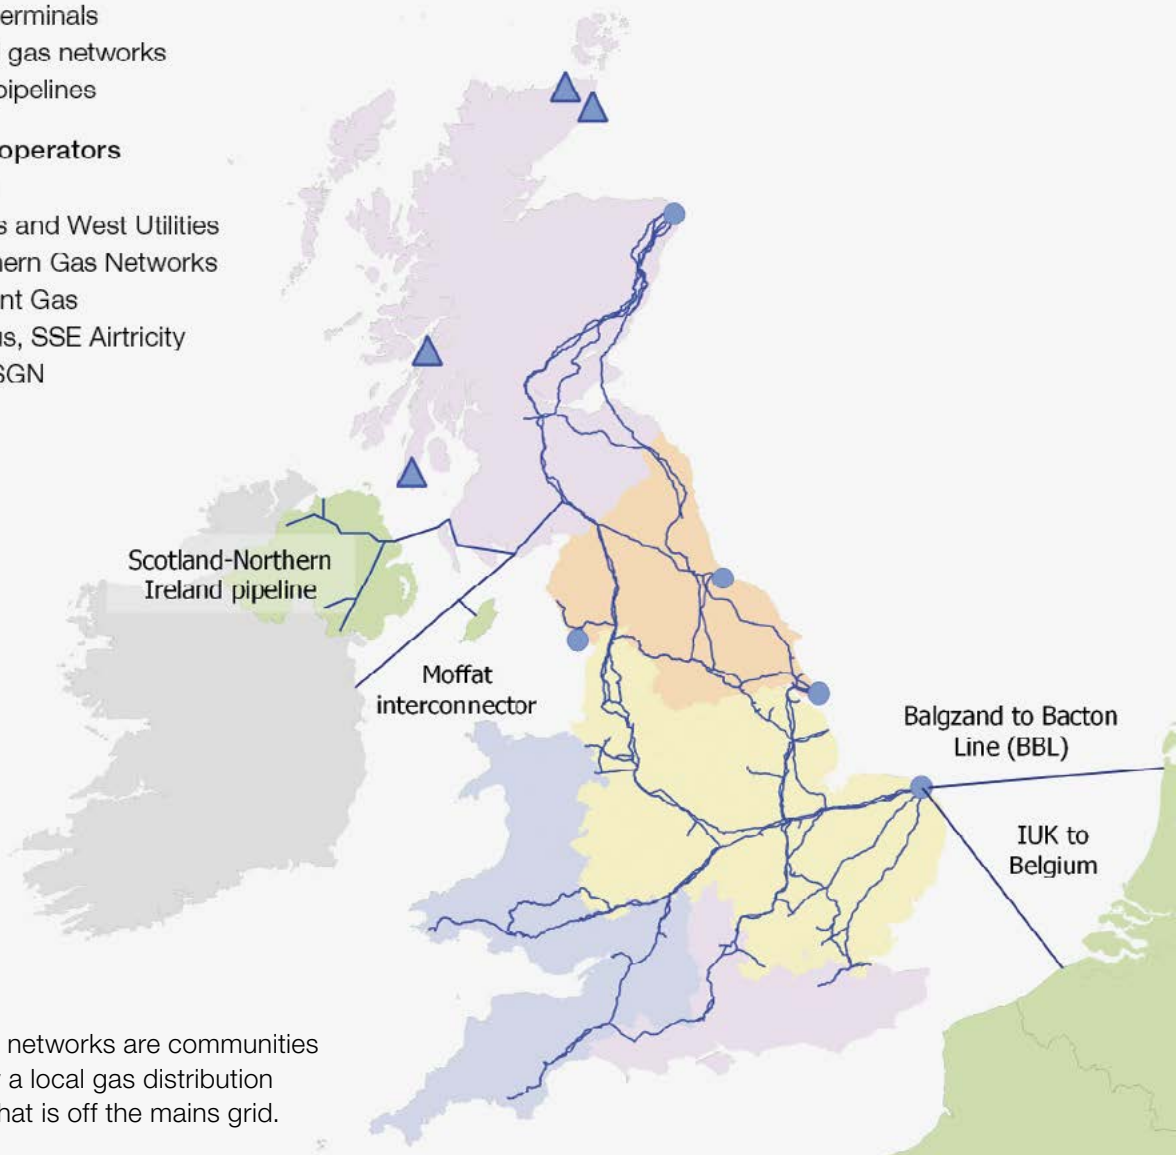 erminals
gas networks
pipelines
operators
s and West Utilities
hern Gas Networks
nt Gas
us, SSE Airtricity
SGN
Scotland-Northern
Ireland pipeline
Moffat
interconnector
Balgzand to Bacton
Line (BBL)
IUK to
Belgium
networks are communities
a local gas distribution
hat is off the mains grid.